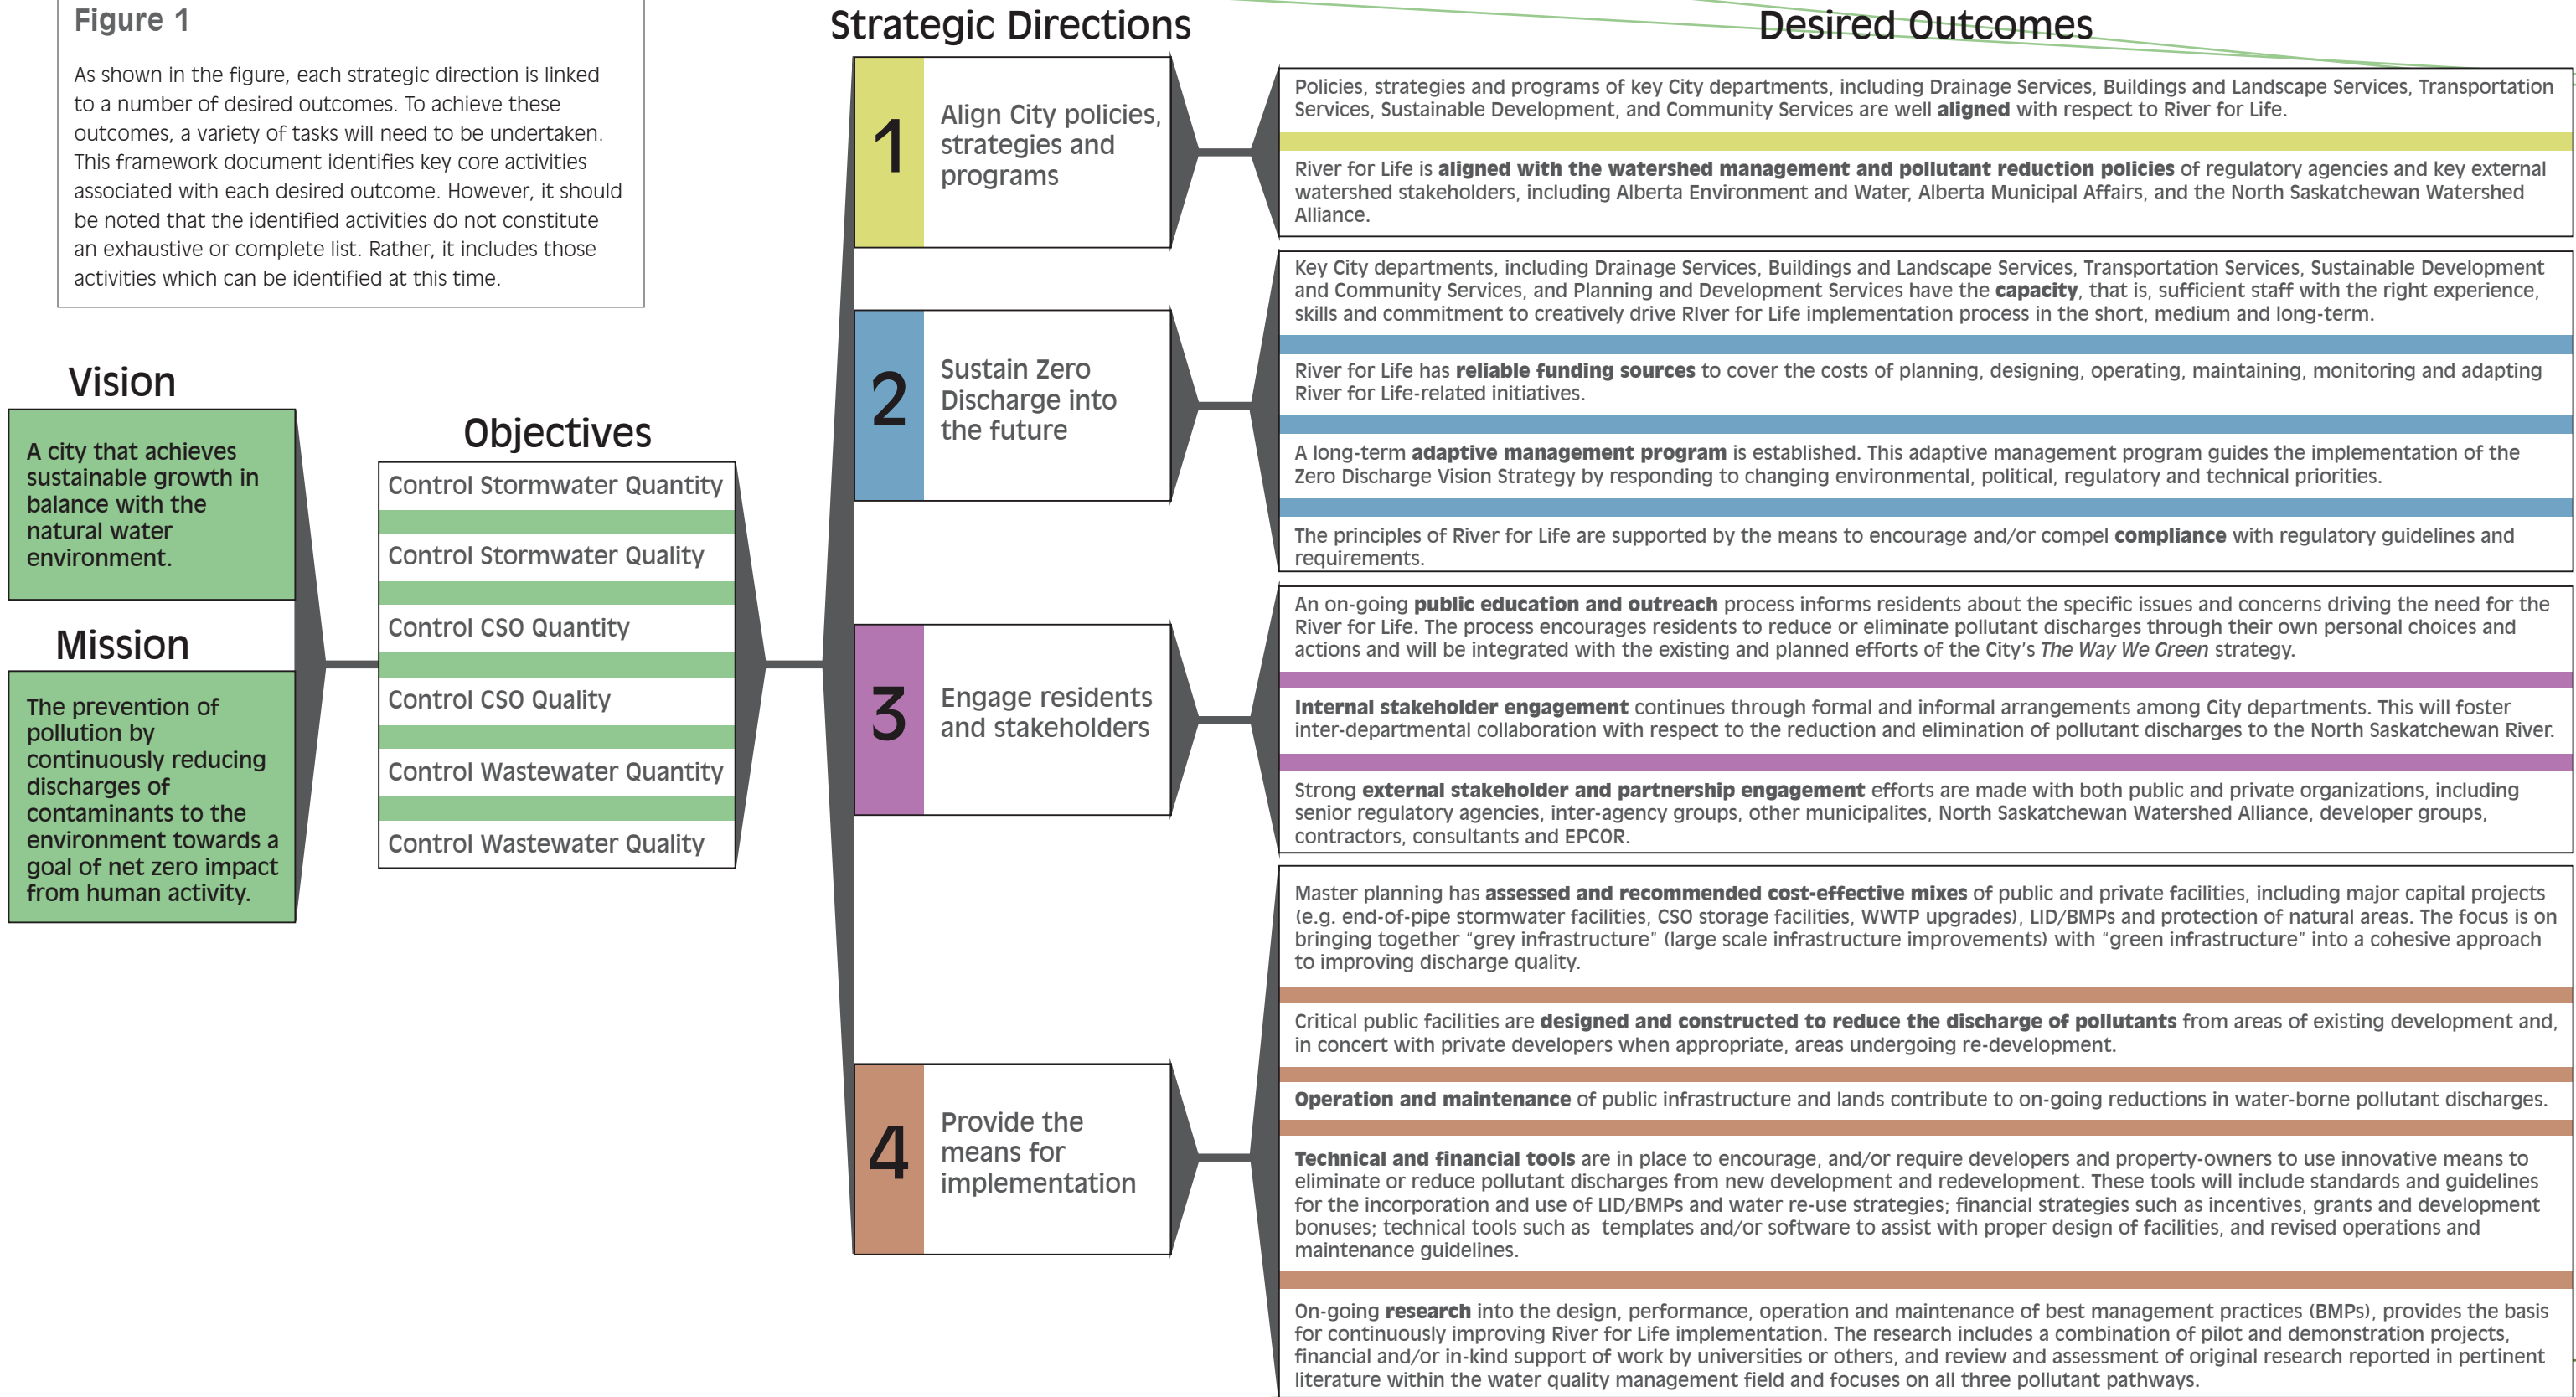 Figure 1
As shown in the figure, each strategic direction is linked
to a number of desired outcomes. To achieve these
outcomes, a variety of tasks will need to be undertaken.
This framework document identifies key core activities
associated with each desired outcome. However, it should
be noted that the identified activities do not constitute
an exhaustive or complete list. Rather, it includes those
activities which can be identified at this time.
Vision
A city that achieves
sustainable growth in
balance with the
natural water
environment.
Mission
The prevention of
pollution by
continuously reducing
discharges of
contaminants to the
environment towards a
goal of net zero impact
from human activity.
Objectives
Control Stormwater Quantity
Control Stormwater Quality
Control CSO Quantity
Control CSO Quality
Control Wastewater Quantity
Control Wastewater Quality
Strategic Directions
1
Align City policies,
strategies and
programs
2
Sustain Zero
Discharge into
the future
3
Engage residents
and stakeholders
4
Provide the
means for
implementation
Desired Outcomes
Policies, strategies and programs of key City departments, including Drainage Services, Buildings and Landscape Services, Transportation
Services, Sustainable Development, and Community Services are well aligned with respect to River for Life.
River for Life is aligned with the watershed management and pollutant reduction policies of regulatory agencies and key external
watershed stakeholders, including Alberta Environment and Water, Alberta Municipal Affairs, and the North Saskatchewan Watershed
Alliance.
Key City departments, including Drainage Services, Buildings and Landscape Services, Transportation Services, Sustainable Development
and Community Services, and Planning and Development Services have the capacity, that is, sufficient staff with the right experience,
skills and commitment to creatively drive RIver for Life implementation process in the short, medium and long-term.
River for Life has reliable funding sources to cover the costs of planning, designing, operating, maintaining, monitoring and adapting
River for Life-related initiatives.
A long-term adaptive management program is established. This adaptive management program guides the implementation of the
Zero Discharge Vision Strategy by responding to changing environmental, political, regulatory and technical priorities.
The principles of River for Life are supported by the means to encourage and/or compel compliance with regulatory guidelines and
requirements.
An on-going public education and outreach process informs residents about the specific issues and concerns driving the need for the
River for Life. The process encourages residents to reduce or eliminate pollutant discharges through their own personal choices and
actions and will be integrated with the existing and planned efforts of the City's The Way We Green strategy.
Internal stakeholder engagement continues through formal and informal arrangements among City departments. This will foster
inter-departmental collaboration with respect to the reduction and elimination of pollutant discharges to the North Saskatchewan River.
Strong external stakeholder and partnership engagement efforts are made with both public and private organizations, including
senior regulatory agencies, inter-agency groups, other municipalites, North Saskatchewan Watershed Alliance, developer groups,
contractors, consultants and EPCOR.
Master planning has assessed and recommended cost-effective mixes of public and private facilities, including major capital projects
(e.g. end-of-pipe stormwater facilities, CSO storage facilities, WWTP upgrades), LID/BMPs and protection of natural areas. The focus is on
bringing together "grey infrastructure" (large scale infrastructure improvements) with "green infrastructure" into a cohesive approach
to improving discharge quality.
Critical public facilities are designed and constructed to reduce the discharge of pollutants from areas of existing development and,
in concert with private developers when appropriate, areas undergoing re-development.
Operation and maintenance of public infrastructure and lands contribute to on-going reductions in water-borne pollutant discharges.
Technical and financial tools are in place to encourage, and/or require developers and property-owners to use innovative means to
eliminate or reduce pollutant discharges from new development and redevelopment. These tools will include standards and guidelines
for the incorporation and use of LID/BMPs and water re-use strategies; financial strategies such as incentives, grants and development
bonuses; technical tools such as templates and/or software to assist with proper design of facilities, and revised operations and
maintenance guidelines.
On-going research into the design, performance, operation and maintenance of best management practices (BMPs), provides the basis
for continuously improving River for Life implementation. The research includes a combination of pilot and demonstration projects,
financial and/or in-kind support of work by universities or others, and review and assessment of original research reported in pertinent
literature within the water quality management field and focuses on all three pollutant pathways.